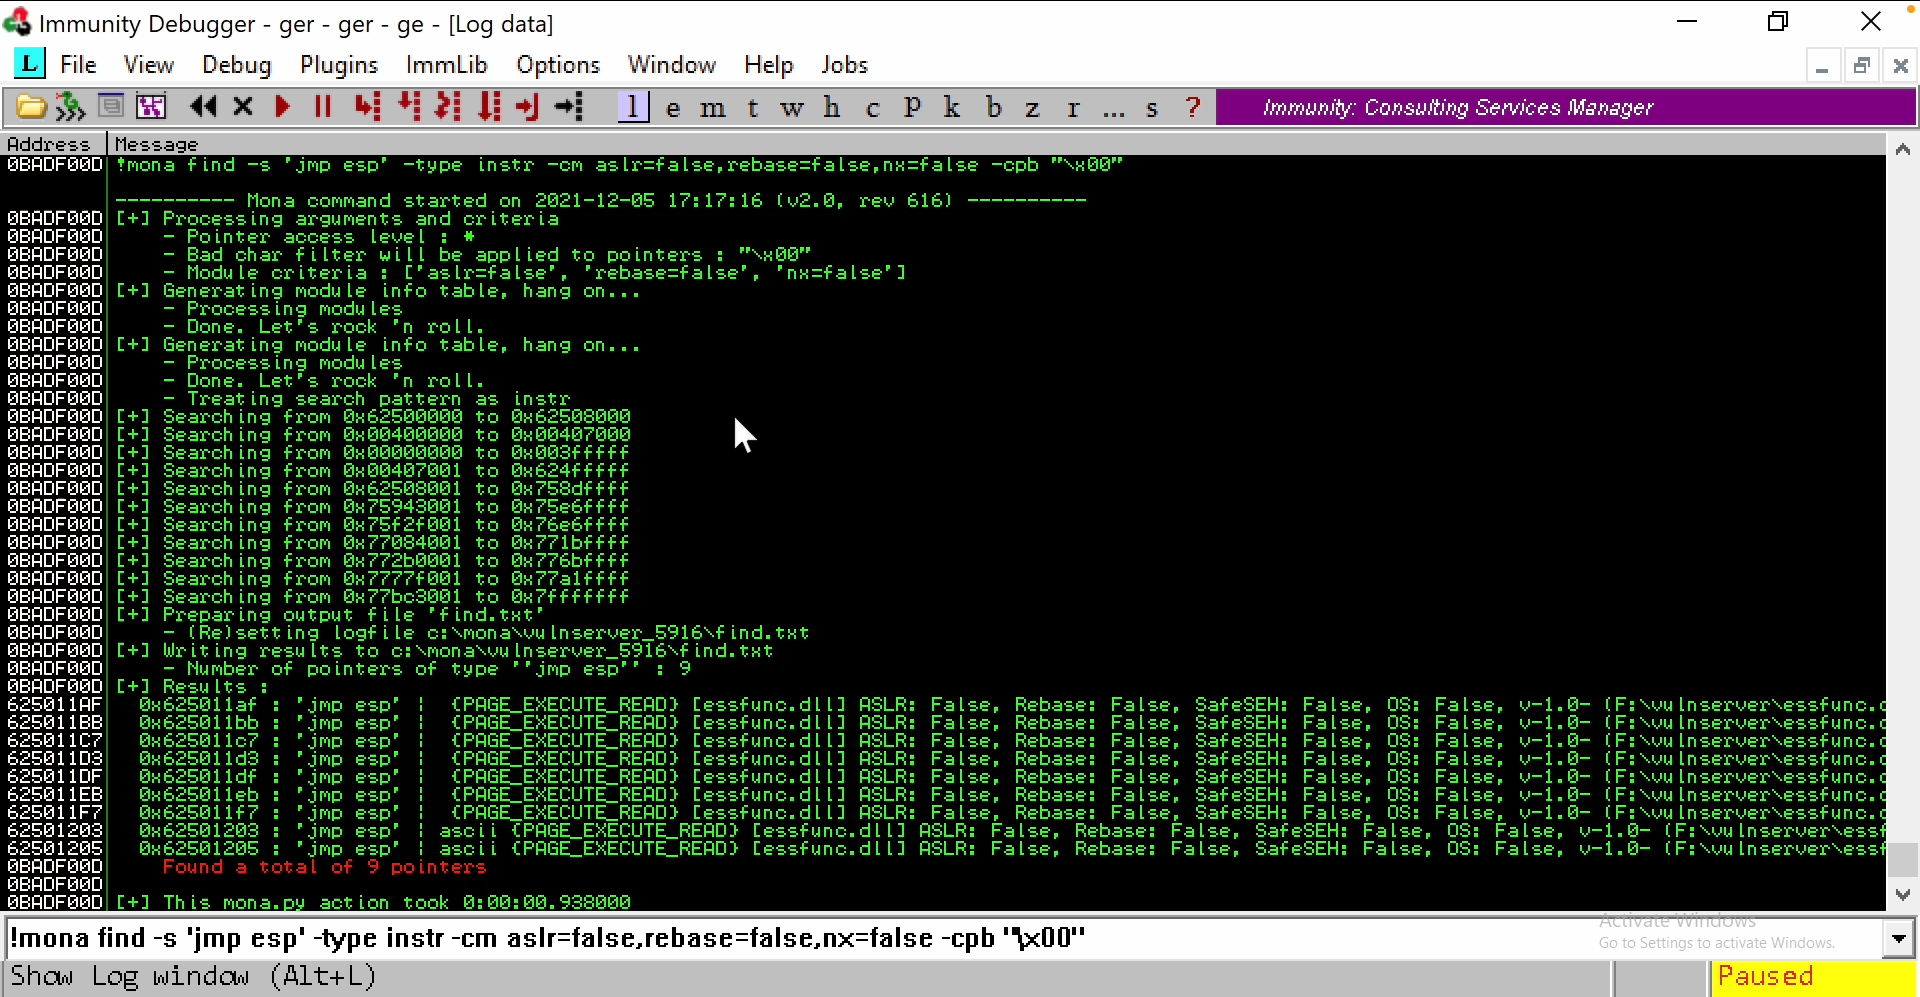 Immunity Debugger - ger - ger - ge - [Log data]
L File View Debug Plugins ImmLib Options Window Help Jobs
l e m t w h c P k b z r ... s ? Immunity: Consulting Services Manager
Address Message
0BADF00D !mona find -s 'jmp esp' -type instr -cm aslr=false,rebase=false,nx=false -cpb "\x00"
---------- Mona command started on 2021-12-05 17:17:16 (v2.0, rev 616) ----------
0BADF00D [+] Processing arguments and criteria
0BADF00D - Pointer access level : *
0BADF00D - Bad char filter will be applied to pointers : "\x00"
0BADF00D - Module criteria : ['aslr=false', 'rebase=false', 'nx=false']
0BADF00D [+] Generating module info table, hang on...
0BADF00D - Processing modules
0BADF00D - Done. Let's rock 'n roll.
0BADF00D [+] Generating module info table, hang on...
0BADF00D - Processing modules
0BADF00D - Done. Let's rock 'n roll.
0BADF00D - Treating search pattern as instr
0BADF00D [+] Searching from 0x62500000 to 0x62508000
0BADF00D [+] Searching from 0x00400000 to 0x00407000
0BADF00D [+] Searching from 0x00000000 to 0x003fffff
0BADF00D [+] Searching from 0x00407001 to 0x624fffff
0BADF00D [+] Searching from 0x62508001 to 0x758dffff
0BADF00D [+] Searching from 0x75943001 to 0x75e6ffff
0BADF00D [+] Searching from 0x75f2f001 to 0x76e6ffff
0BADF00D [+] Searching from 0x77084001 to 0x771bffff
0BADF00D [+] Searching from 0x772b0001 to 0x776bffff
0BADF00D [+] Searching from 0x7777f001 to 0x77a1ffff
0BADF00D [+] Searching from 0x77bc3001 to 0x7fffffff
0BADF00D [+] Preparing output file 'find.txt'
0BADF00D - (Re)setting logfile c:\mona\vulnserver_5916\find.txt
0BADF00D [+] Writing results to c:\mona\vulnserver_5916\find.txt
0BADF00D - Number of pointers of type ''jmp esp'' : 9
0BADF00D [+] Results :
625011AF 0x625011af : 'jmp esp' | {PAGE_EXECUTE_READ} [essfunc.dll] ASLR: False, Rebase: False, SafeSEH: False, OS: False, v-1.0- (F:\vulnserver\essfunc.d
625011BB 0x625011bb : 'jmp esp' | {PAGE_EXECUTE_READ} [essfunc.dll] ASLR: False, Rebase: False, SafeSEH: False, OS: False, v-1.0- (F:\vulnserver\essfunc.d
625011C7 0x625011c7 : 'jmp esp' | {PAGE_EXECUTE_READ} [essfunc.dll] ASLR: False, Rebase: False, SafeSEH: False, OS: False, v-1.0- (F:\vulnserver\essfunc.d
625011D3 0x625011d3 : 'jmp esp' | {PAGE_EXECUTE_READ} [essfunc.dll] ASLR: False, Rebase: False, SafeSEH: False, OS: False, v-1.0- (F:\vulnserver\essfunc.d
625011DF 0x625011df : 'jmp esp' | {PAGE_EXECUTE_READ} [essfunc.dll] ASLR: False, Rebase: False, SafeSEH: False, OS: False, v-1.0- (F:\vulnserver\essfunc.d
625011EB 0x625011eb : 'jmp esp' | {PAGE_EXECUTE_READ} [essfunc.dll] ASLR: False, Rebase: False, SafeSEH: False, OS: False, v-1.0- (F:\vulnserver\essfunc.d
625011F7 0x625011f7 : 'jmp esp' | {PAGE_EXECUTE_READ} [essfunc.dll] ASLR: False, Rebase: False, SafeSEH: False, OS: False, v-1.0- (F:\vulnserver\essfunc.d
62501203 0x62501203 : 'jmp esp' | ascii {PAGE_EXECUTE_READ} [essfunc.dll] ASLR: False, Rebase: False, SafeSEH: False, OS: False, v-1.0- (F:\vulnserver\essf
62501205 0x62501205 : 'jmp esp' | ascii {PAGE_EXECUTE_READ} [essfunc.dll] ASLR: False, Rebase: False, SafeSEH: False, OS: False, v-1.0- (F:\vulnserver\essf
0BADF00D Found a total of 9 pointers
0BADF00D
0BADF00D [+] This mona.py action took 0:00:00.938000
Activate Windows
!mona find -s 'jmp esp' -type instr -cm aslr=false,rebase=false,nx=false -cpb "\x00"
Go to Settings to activate Windows.
Show Log window (Alt+L) Paused